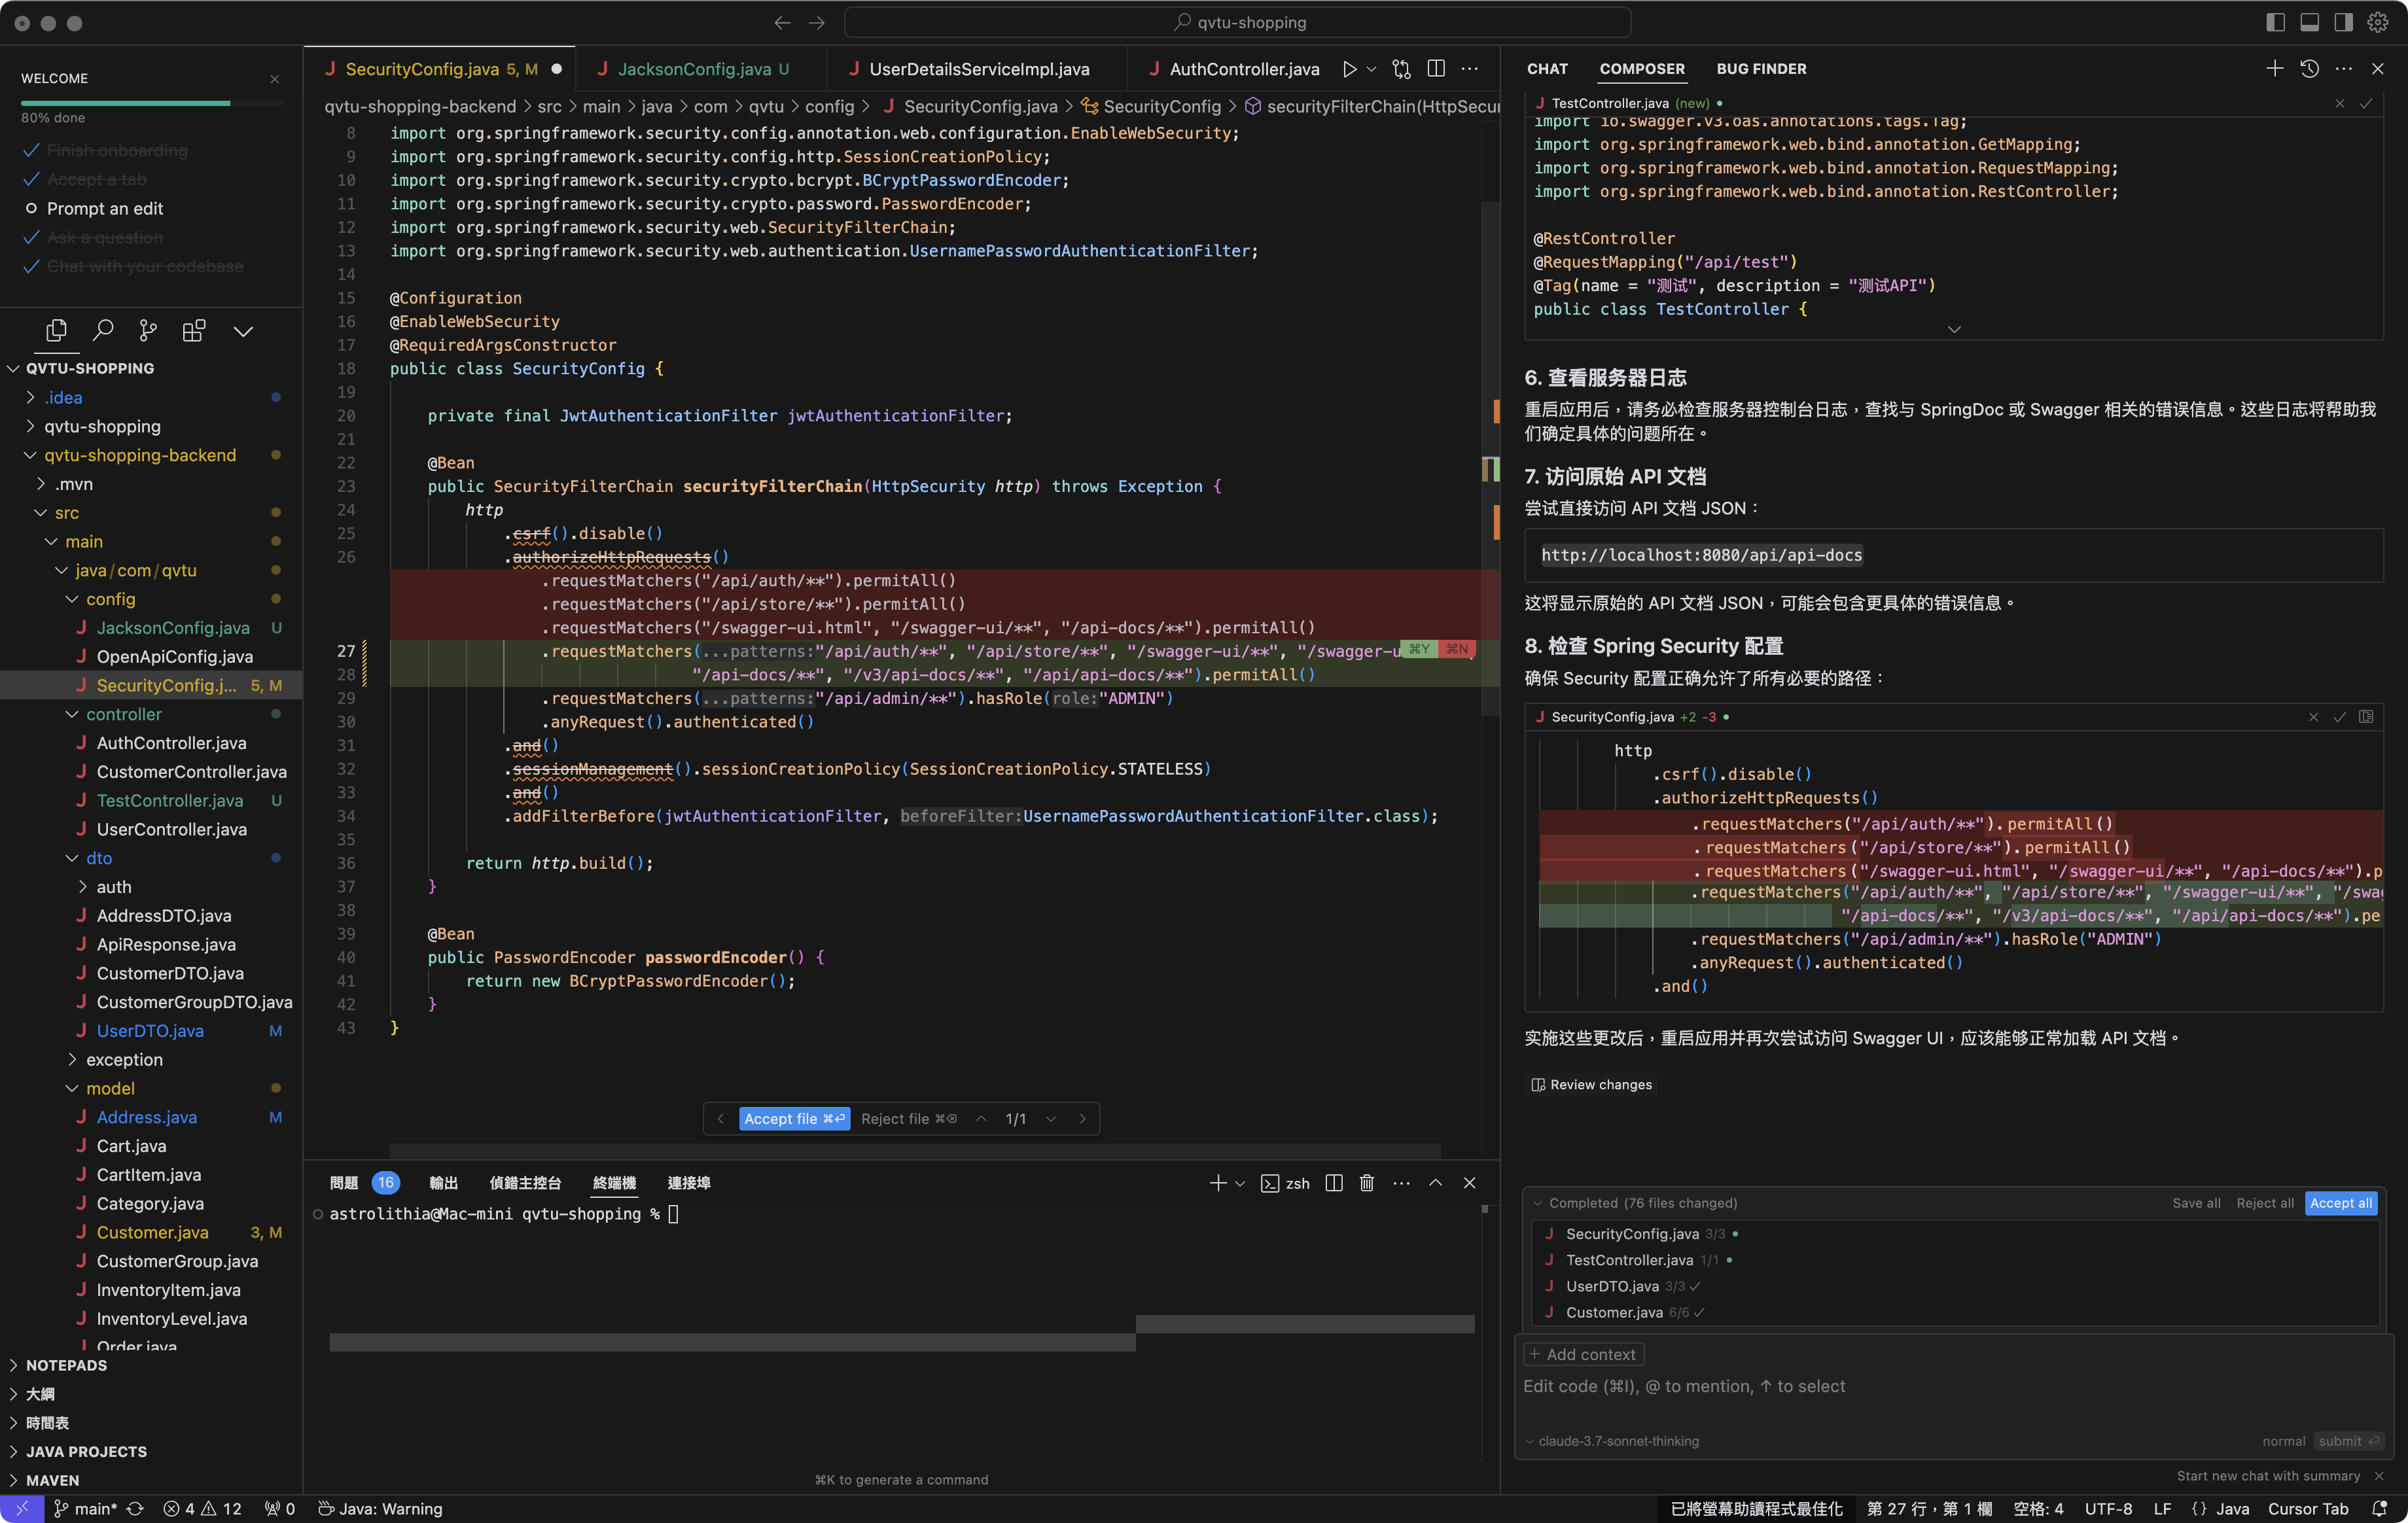 qvtu-shopping
WELCOME
80% done
Finish onboarding
Accept a tab
Prompt an edit
Ask a question
Chat with your codebase
QVTU-SHOPPING
.idea
qvtu-shopping
qvtu-shopping-backend
.mvn
src
main
java/com/qvtu
config
JacksonConfig.java U
OpenApiConfig.java
SecurityConfig.j... 5, M
controller
AuthController.java
CustomerController.java
TestController.java U
UserController.java
dto
auth
AddressDTO.java
ApiResponse.java
CustomerDTO.java
CustomerGroupDTO.java
UserDTO.java M
exception
model
Address.java M
Cart.java
CartItem.java
Category.java
Customer.java 3, M
CustomerGroup.java
InventoryItem.java
InventoryLevel.java
Order.java
NOTEPADS
大綱
時間表
JAVA PROJECTS
MAVEN
SecurityConfig.java 5, M
JacksonConfig.java U
UserDetailsServiceImpl.java
AuthController.java
qvtu-shopping-backend > src > main > java > com > qvtu > config > SecurityConfig.java > SecurityConfig > securityFilterChain(HttpSecur
8 import org.springframework.security.config.annotation.web.configuration.EnableWebSecurity;
9 import org.springframework.security.config.http.SessionCreationPolicy;
10 import org.springframework.security.crypto.bcrypt.BCryptPasswordEncoder;
11 import org.springframework.security.crypto.password.PasswordEncoder;
12 import org.springframework.security.web.SecurityFilterChain;
13 import org.springframework.security.web.authentication.UsernamePasswordAuthenticationFilter;
14
15 @Configuration
16 @EnableWebSecurity
17 @RequiredArgsConstructor
18 public class SecurityConfig {
19
20 private final JwtAuthenticationFilter jwtAuthenticationFilter;
21
22 @Bean
23 public SecurityFilterChain securityFilterChain(HttpSecurity http) throws Exception {
24 http
25 .csrf().disable()
26 .authorizeHttpRequests()
.requestMatchers("/api/auth/**").permitAll()
.requestMatchers("/api/store/**").permitAll()
.requestMatchers("/swagger-ui.html", "/swagger-ui/**", "/api-docs/**").permitAll()
27 .requestMatchers(...patterns:"/api/auth/**", "/api/store/**", "/swagger-ui/**", "/swagger-u ⌘Y ⌘N
28 "/api-docs/**", "/v3/api-docs/**", "/api/api-docs/**").permitAll()
29 .requestMatchers(...patterns:"/api/admin/**").hasRole(role:"ADMIN")
30 .anyRequest().authenticated()
31 .and()
32 .sessionManagement().sessionCreationPolicy(SessionCreationPolicy.STATELESS)
33 .and()
34 .addFilterBefore(jwtAuthenticationFilter, beforeFilter:UsernamePasswordAuthenticationFilter.class);
35
36 return http.build();
37 }
38
39 @Bean
40 public PasswordEncoder passwordEncoder() {
41 return new BCryptPasswordEncoder();
42 }
43 }
Accept file ⌘⏎ Reject file ⌘⌫ 1/1
問題 16 輸出 偵錯主控台 終端機 連接埠
zsh
astrolithia@Mac-mini qvtu-shopping %
⌘K to generate a command
CHAT COMPOSER BUG FINDER
TestController.java (new)
import io.swagger.v3.oas.annotations.tags.Tag;
import org.springframework.web.bind.annotation.GetMapping;
import org.springframework.web.bind.annotation.RequestMapping;
import org.springframework.web.bind.annotation.RestController;
@RestController
@RequestMapping("/api/test")
@Tag(name = "测试", description = "测试API")
public class TestController {
6. 查看服务器日志
重启应用后，请务必检查服务器控制台日志，查找与 SpringDoc 或 Swagger 相关的错误信息。这些日志将帮助我
们确定具体的问题所在。
7. 访问原始 API 文档
尝试直接访问 API 文档 JSON：
http://localhost:8080/api/api-docs
这将显示原始的 API 文档 JSON，可能会包含更具体的错误信息。
8. 检查 Spring Security 配置
确保 Security 配置正确允许了所有必要的路径：
SecurityConfig.java +2 -3
http
.csrf().disable()
.authorizeHttpRequests()
.requestMatchers("/api/auth/**").permitAll()
.requestMatchers("/api/store/**").permitAll()
.requestMatchers("/swagger-ui.html", "/swagger-ui/**", "/api-docs/**").p
.requestMatchers("/api/auth/**", "/api/store/**", "/swagger-ui/**", "/swa
"/api-docs/**", "/v3/api-docs/**", "/api/api-docs/**").pe
.requestMatchers("/api/admin/**").hasRole("ADMIN")
.anyRequest().authenticated()
.and()
实施这些更改后，重启应用并再次尝试访问 Swagger UI，应该能够正常加载 API 文档。
Review changes
Completed (76 files changed) Save all Reject all Accept all
SecurityConfig.java 3/3
TestController.java 1/1
UserDTO.java 3/3
Customer.java 6/6
+ Add context
Edit code (⌘I), @ to mention, ↑ to select
claude-3.7-sonnet-thinking normal submit ⏎
Start new chat with summary
main* 4 12 0 Java: Warning
已將螢幕助讀程式最佳化 第 27 行，第 1 欄 空格: 4 UTF-8 LF {} Java Cursor Tab